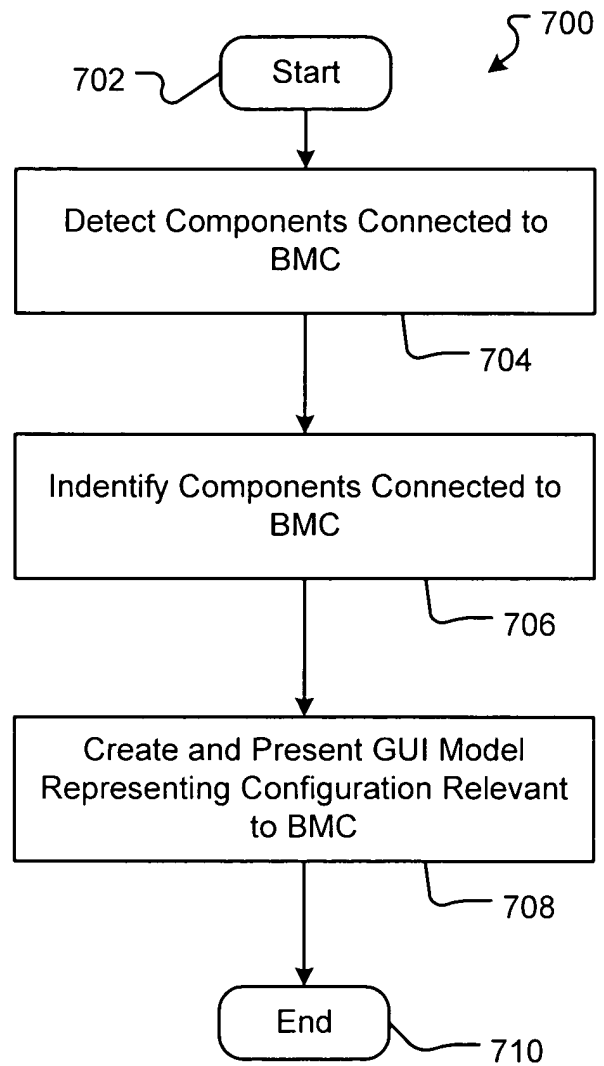 700
702
Start
Detect Components Connected to
BMC
704
Indentify Components Connected to
BMC
706
Create and Present GUI Model
Representing Configuration Relevant
to BMC
708
End
710